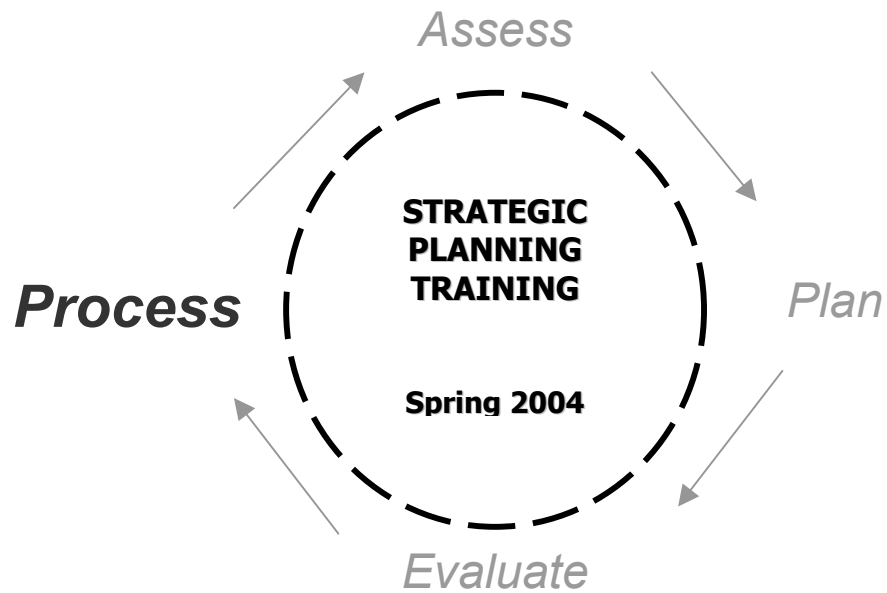 Assess
STRATEGIC
PLANNING
TRAINING
Process
Plan
Spring 2004
Evaluate